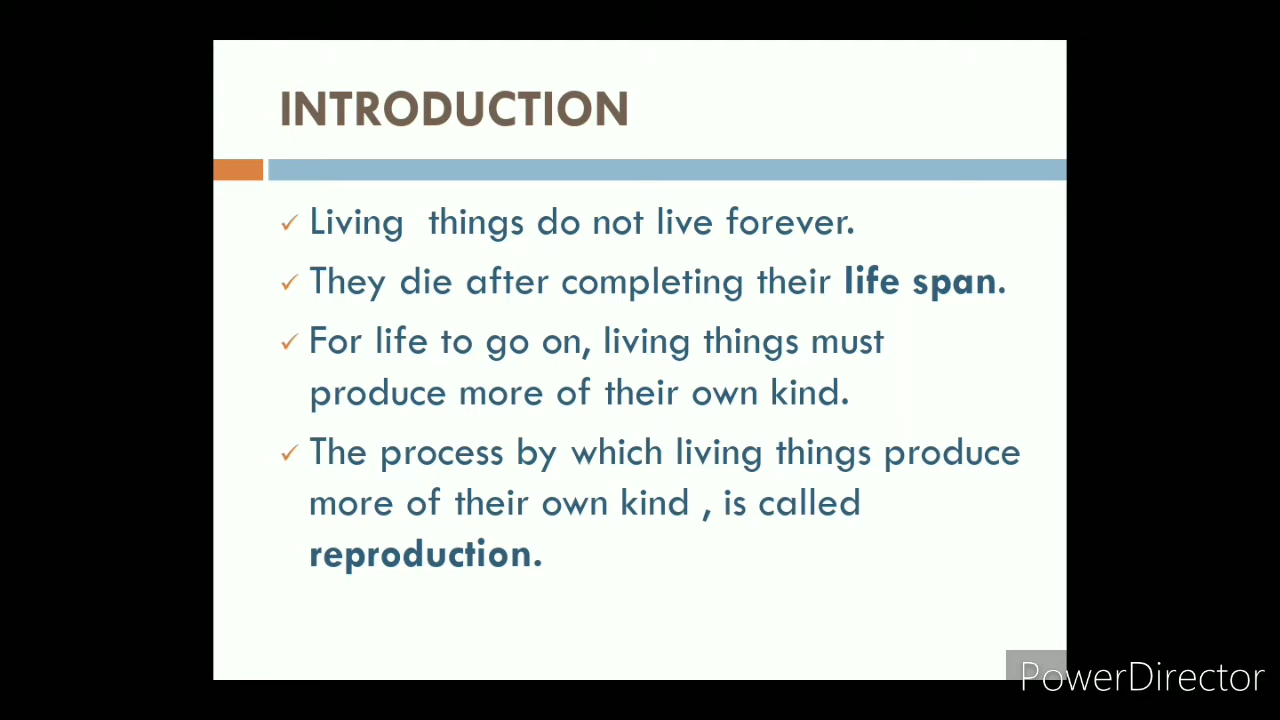 INTRODUCTION
✓ Living things do not live forever.
✓ They die after completing their life span.
✓ For life to go on, living things must
produce more of their own kind.
✓ The process by which living things produce
more of their own kind , is called
reproduction.
PowerDirector